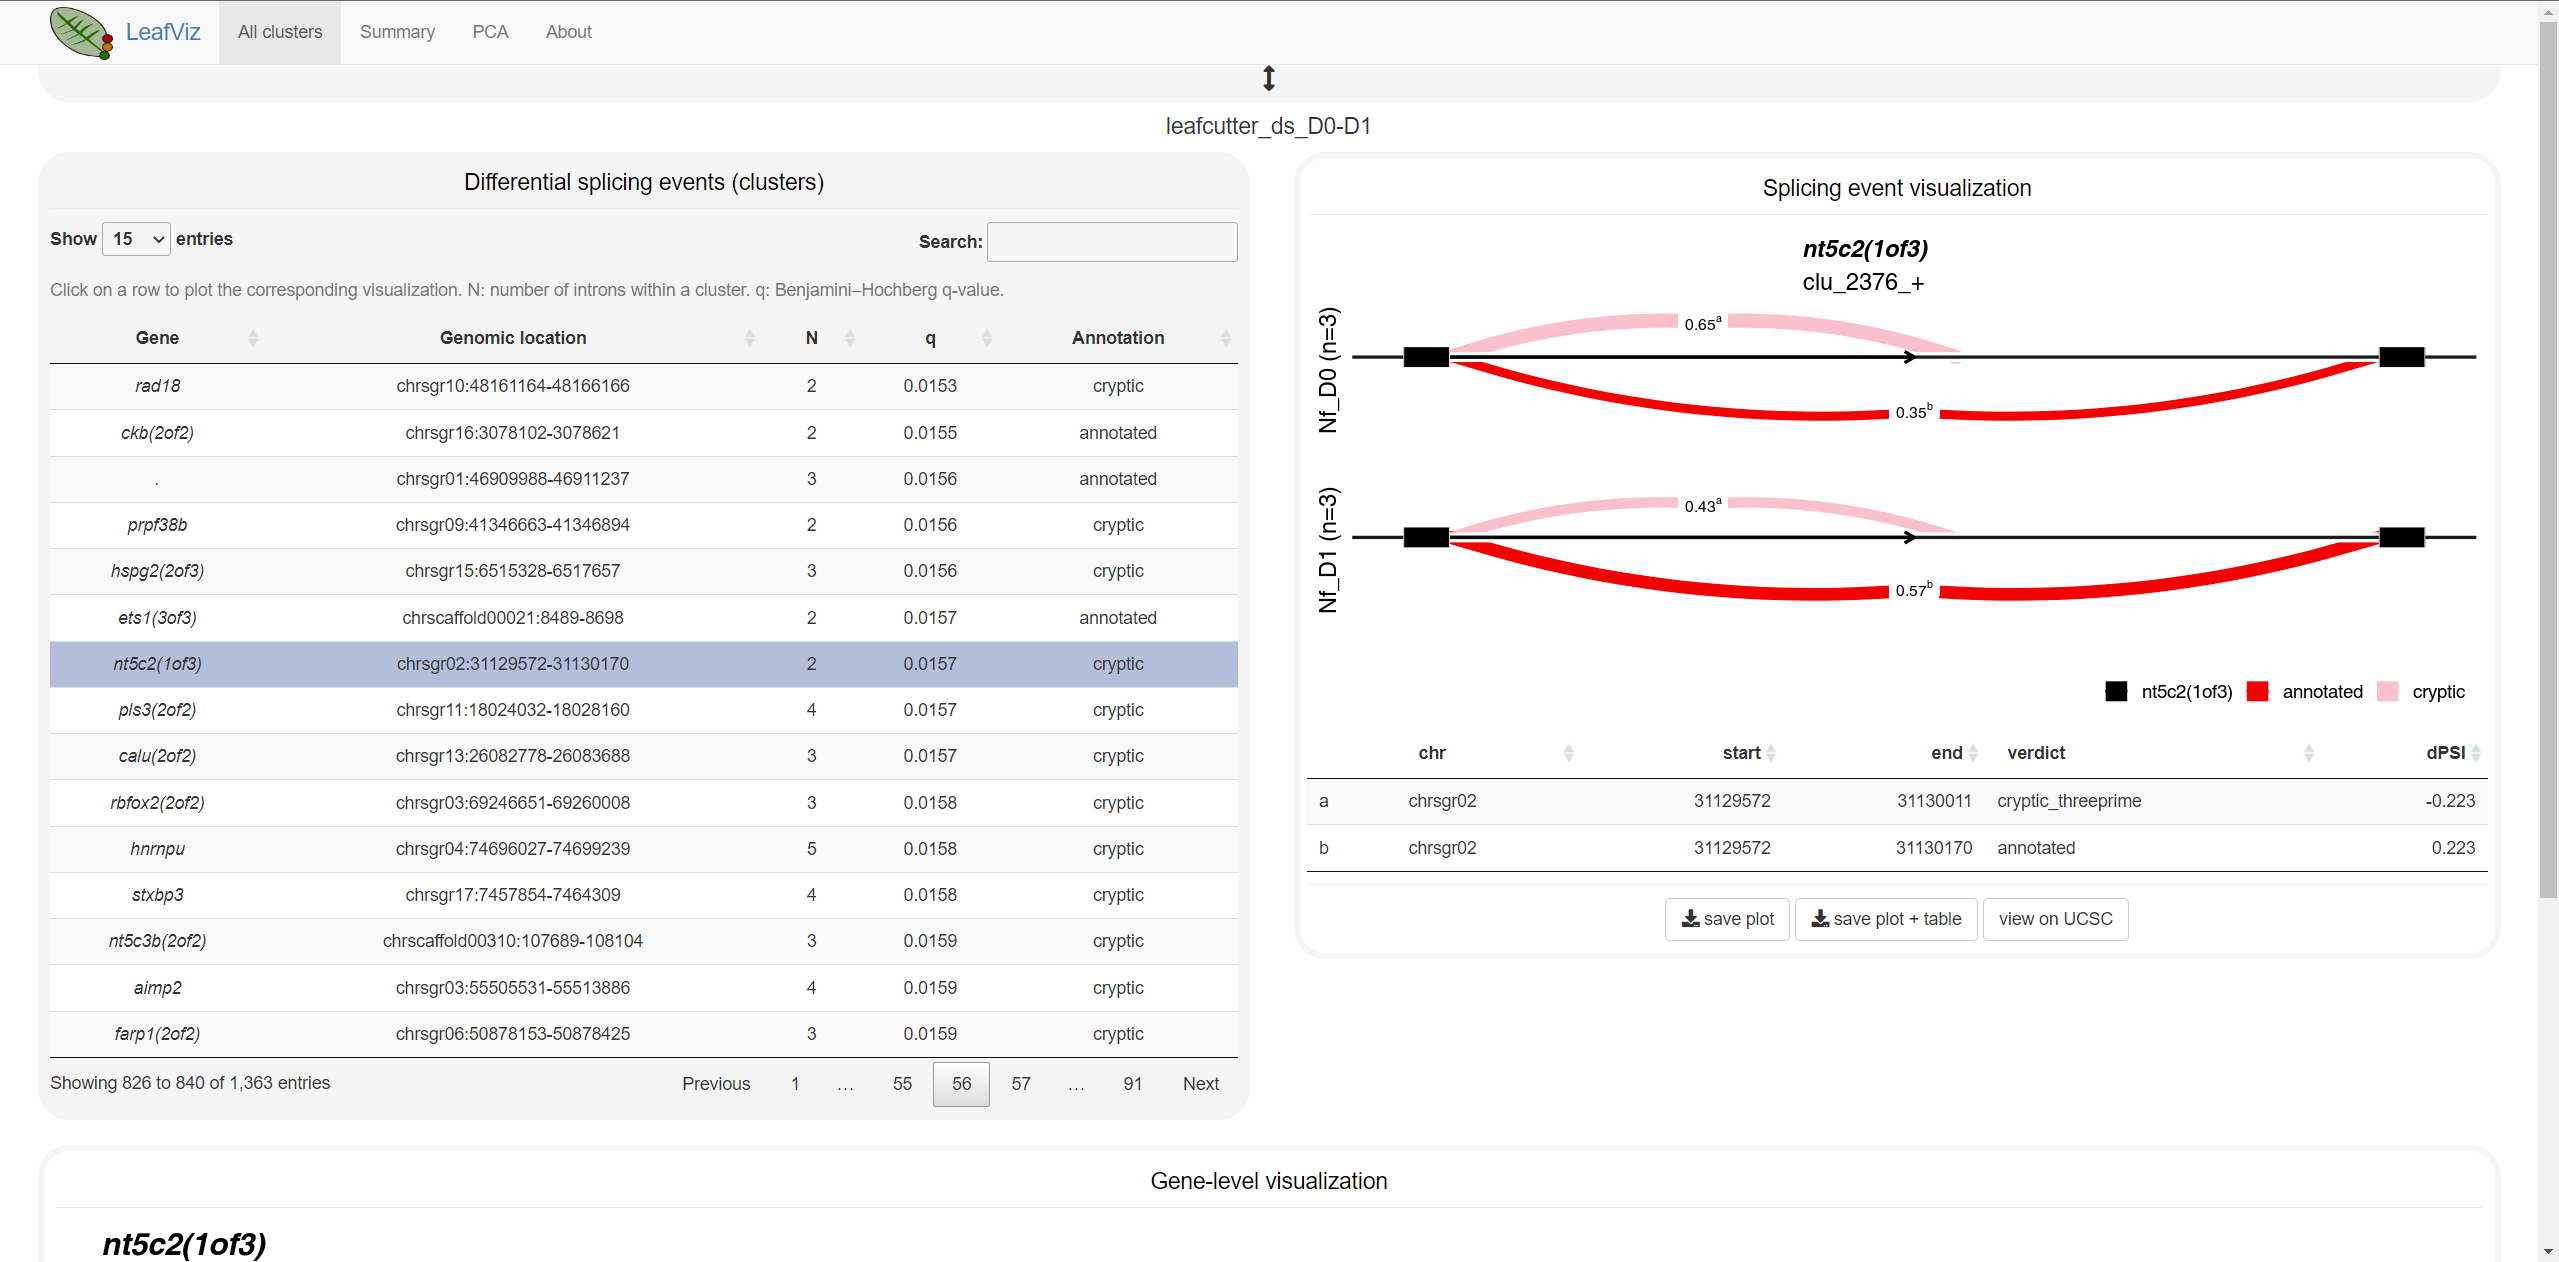 LeafViz All clusters Summary PCA About
leafcutter_ds_D0-D1
Differential splicing events (clusters)
Show 15 entries Search:
Click on a row to plot the corresponding visualization. N: number of introns within a cluster. q: Benjamini–Hochberg q-value.
Gene Genomic location N q Annotation
rad18 chrsgr10:48161164-48166166 2 0.0153 cryptic
ckb(2of2) chrsgr16:3078102-3078621 2 0.0155 annotated
. chrsgr01:46909988-46911237 3 0.0156 annotated
prpf38b chrsgr09:41346663-41346894 2 0.0156 cryptic
hspg2(2of3) chrsgr15:6515328-6517657 3 0.0156 cryptic
ets1(3of3) chrscaffold00021:8489-8698 2 0.0157 annotated
nt5c2(1of3) chrsgr02:31129572-31130170 2 0.0157 cryptic
pls3(2of2) chrsgr11:18024032-18028160 4 0.0157 cryptic
calu(2of2) chrsgr13:26082778-26083688 3 0.0157 cryptic
rbfox2(2of2) chrsgr03:69246651-69260008 3 0.0158 cryptic
hnrnpu chrsgr04:74696027-74699239 5 0.0158 cryptic
stxbp3 chrsgr17:7457854-7464309 4 0.0158 cryptic
nt5c3b(2of2) chrscaffold00310:107689-108104 3 0.0159 cryptic
aimp2 chrsgr03:55505531-55513886 4 0.0159 cryptic
farp1(2of2) chrsgr06:50878153-50878425 3 0.0159 cryptic
Showing 826 to 840 of 1,363 entries Previous 1 … 55 56 57 … 91 Next
Splicing event visualization
nt5c2(1of3)
clu_2376_+
Nf_D0 (n=3)
0.65a
0.35b
Nf_D1 (n=3)
0.43a
0.57b
nt5c2(1of3) annotated cryptic
chr start end verdict dPSI
a chrsgr02 31129572 31130011 cryptic_threeprime -0.223
b chrsgr02 31129572 31130170 annotated 0.223
save plot save plot + table view on UCSC
Gene-level visualization
nt5c2(1of3)